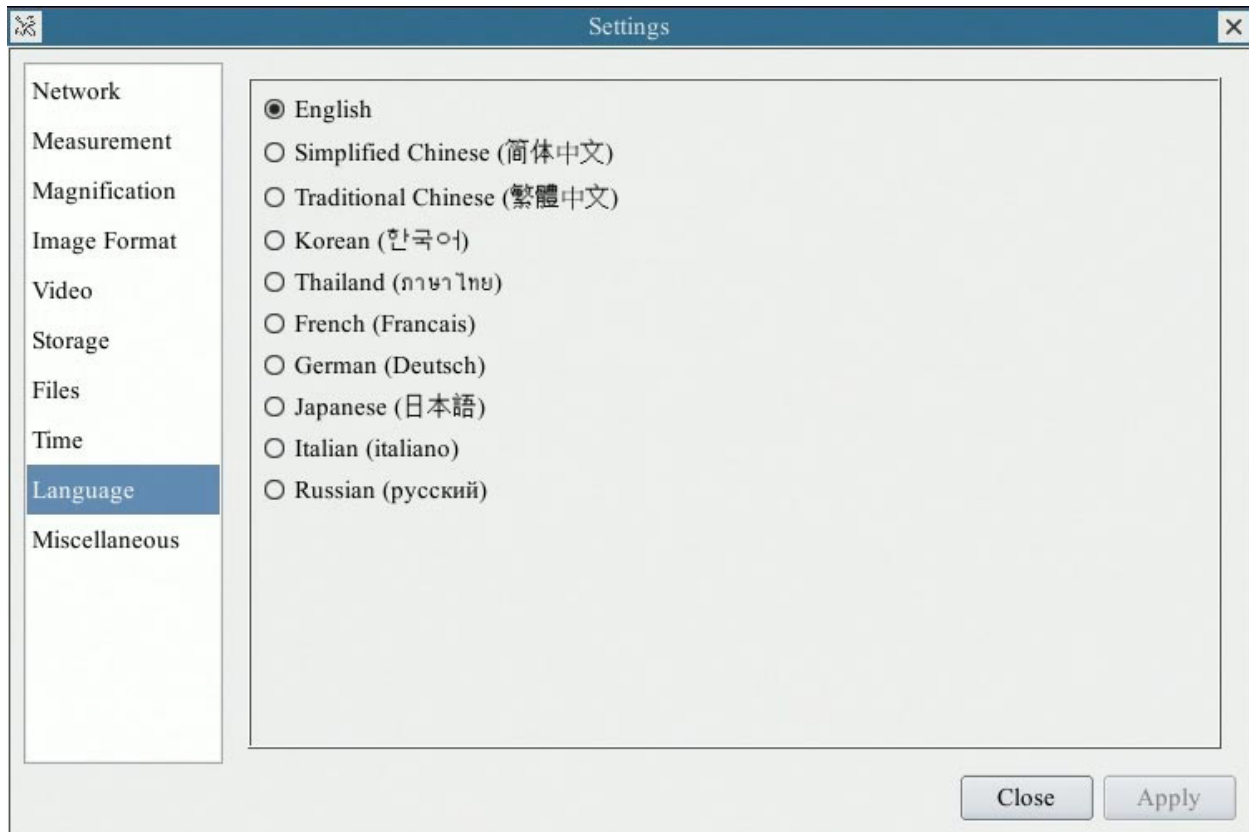 Settings
Network
Measurement
Magnification
Image Format
Video
Storage
Files
Time
Language
Miscellaneous
English
Simplified Chinese (简体中文)
Traditional Chinese (繁體中文)
Korean (한국어)
Thailand (ภาษาไทย)
French (Francais)
German (Deutsch)
Japanese (日本語)
Italian (italiano)
Russian (русский)
Close
Apply